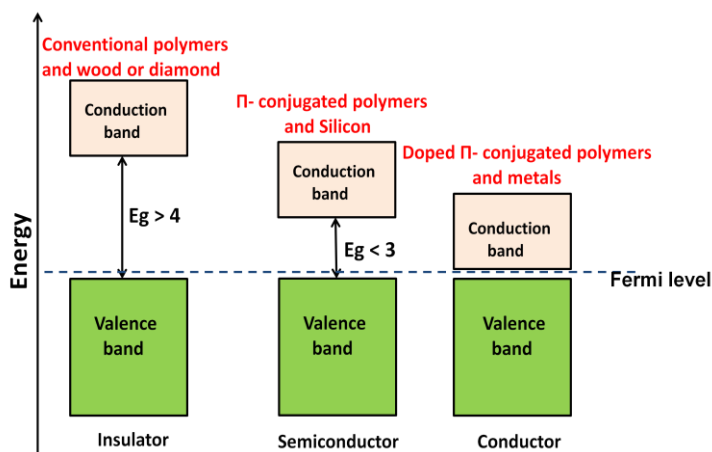 Energy
Conventional polymers
and wood or diamond
Conduction
band
Eg > 4
Valence
band
Insulator
Π- conjugated polymers
and Silicon
Conduction
band
Eg < 3
Valence
band
Semiconductor
Doped Π- conjugated polymers
and metals
Conduction
band
Fermi level
Valence
band
Conductor